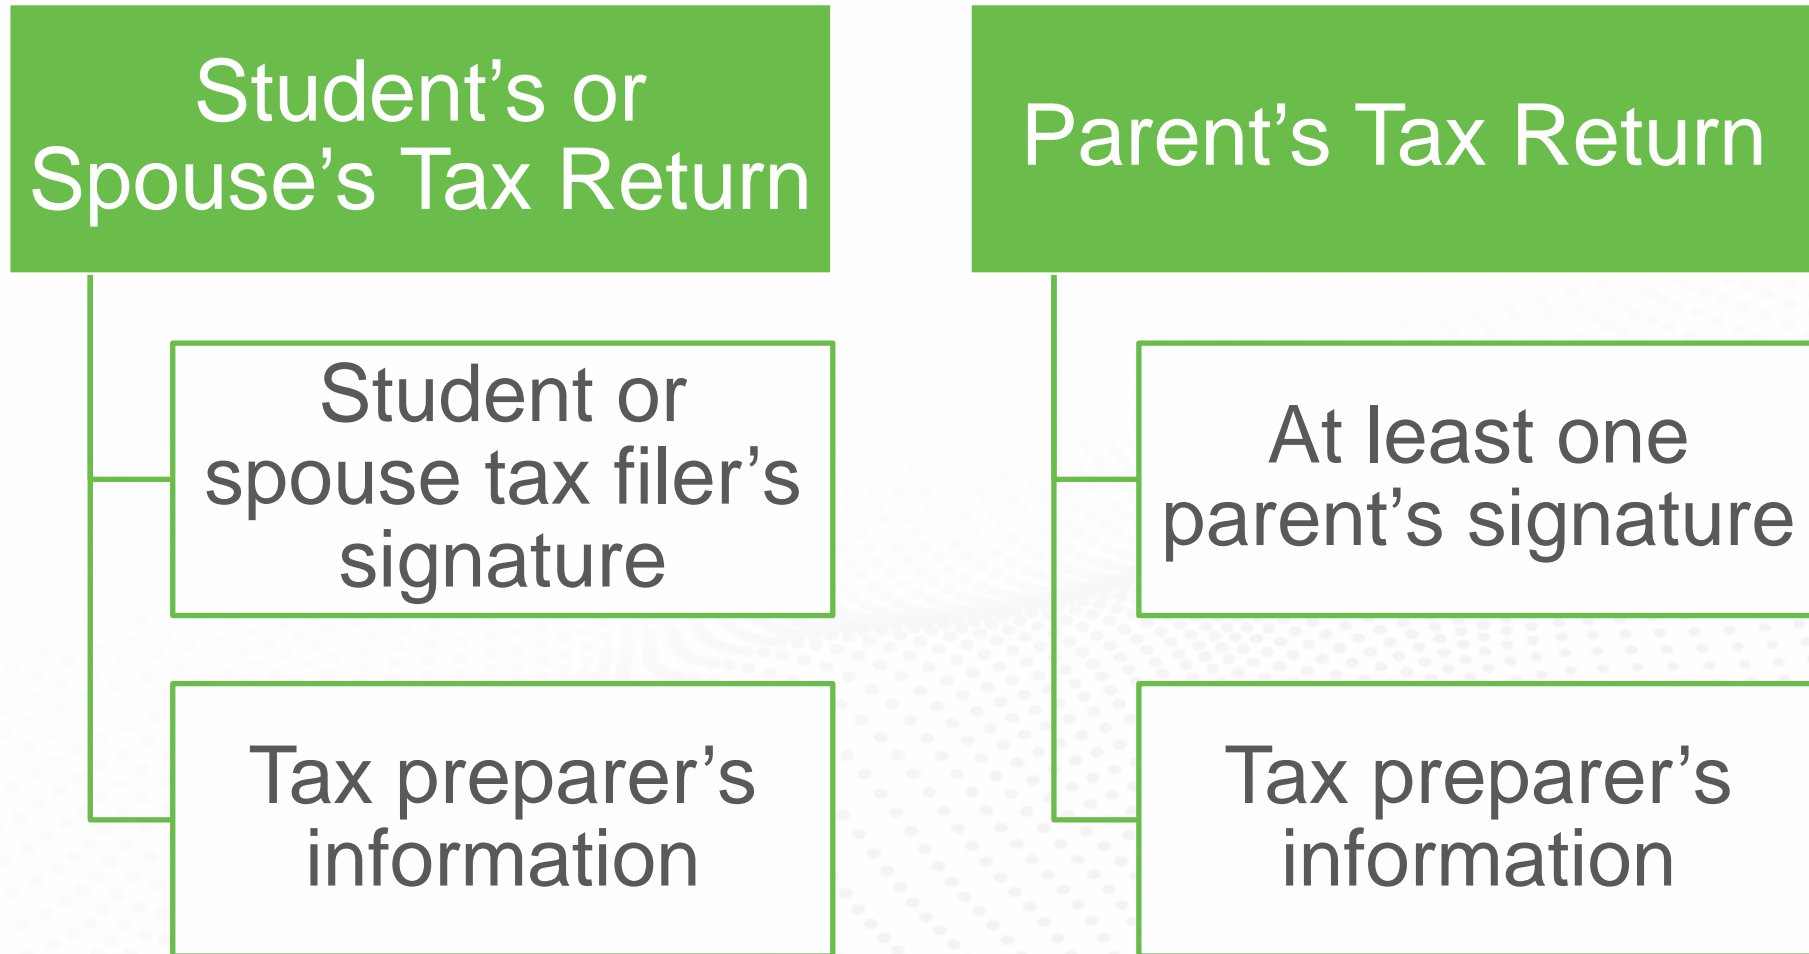 Student’s or
Spouse’s Tax Return
Student or
spouse tax filer’s
signature
Tax preparer’s
information
Parent’s Tax Return
At least one
parent’s signature
Tax preparer’s
information